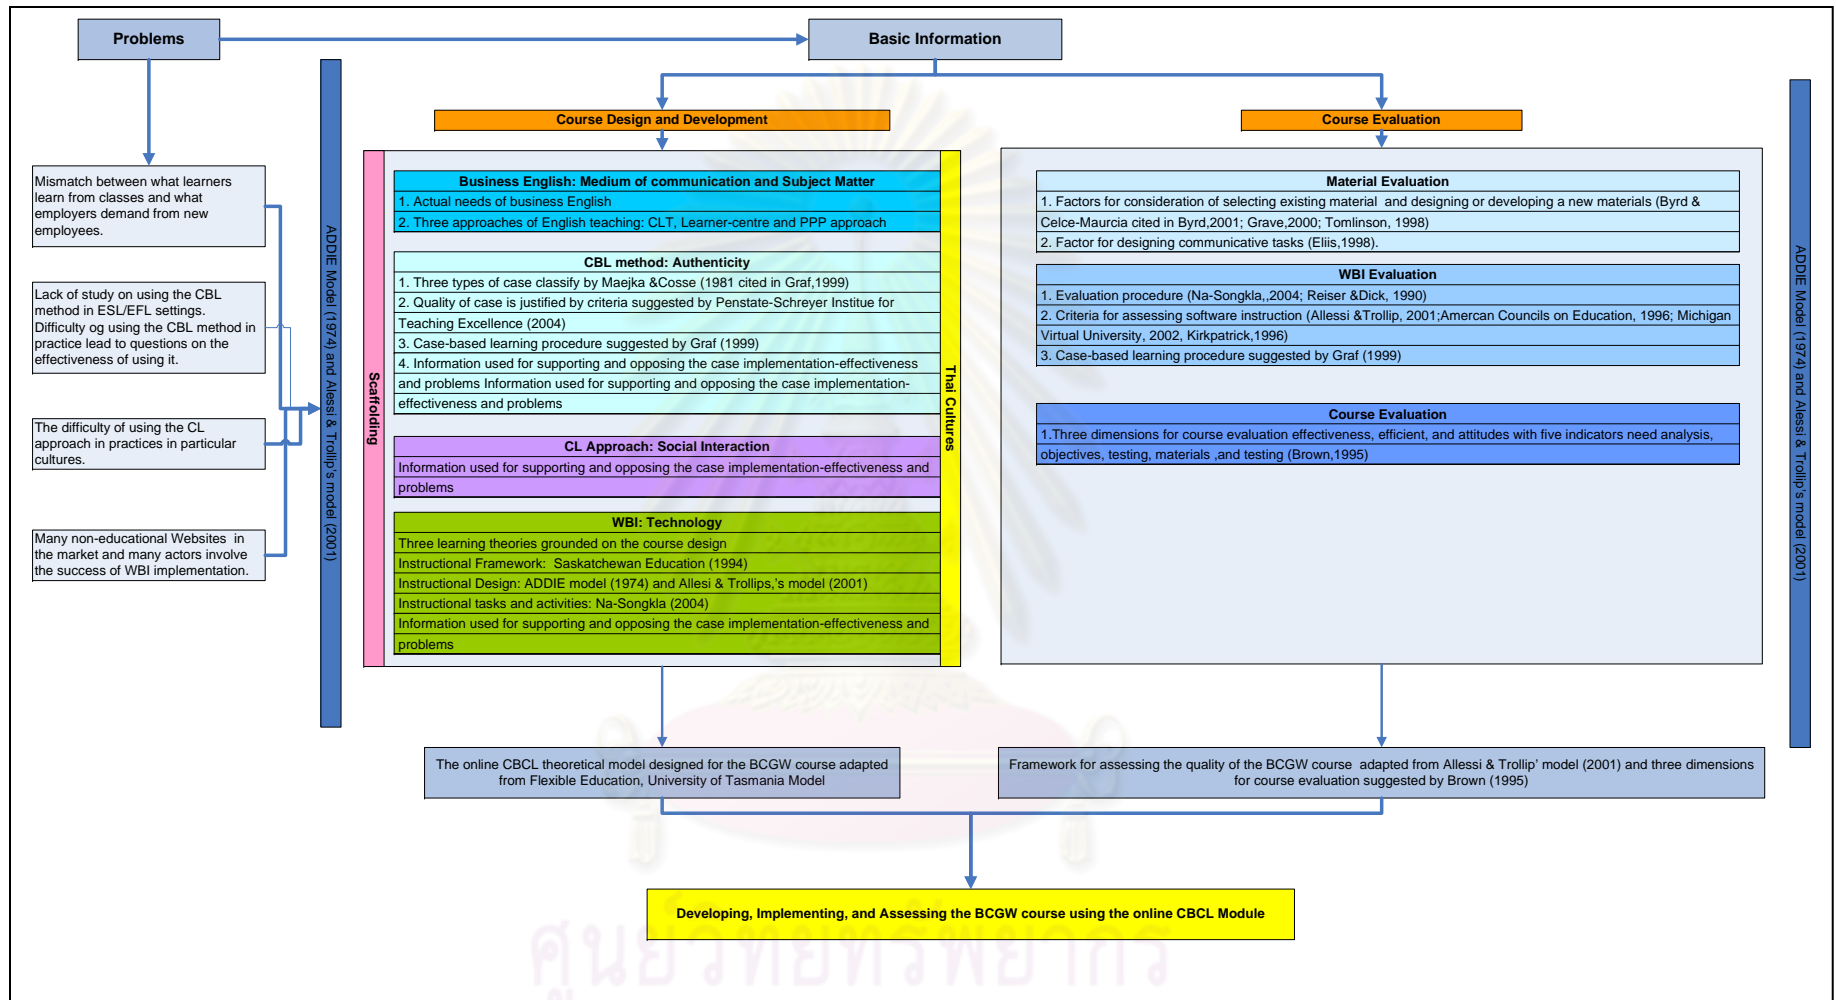 Problems
Basic Information
Course Design and Development
Course Evaluation
Mismatch between what learners
learn from classes and what
employers demand from new
employees.
Lack of study on using the CBL
method in ESL/EFL settings.
Difficulty og using the CBL method in
practice lead to questions on the
effectiveness of using it.
The difficulty of using the CL
approach in practices in particular
cultures.
Many non-educational Websites in
the market and many actors involve
the success of WBI implementation.
ADDIE Model (1974) and Alessi & Trollip's model (2001)
Scaffolding
Business English: Medium of communication and Subject Matter
1. Actual needs of business English
2. Three approaches of English teaching: CLT, Learner-centre and PPP approach
CBL method: Authenticity
1. Three types of case classify by Maejka &Cosse (1981 cited in Graf,1999)
2. Quality of case is justified by criteria suggested by Penstate-Schreyer Institue for
Teaching Excellence (2004)
3. Case-based learning procedure suggested by Graf (1999)
4. Information used for supporting and opposing the case implementation-effectiveness
and problems Information used for supporting and opposing the case implementation-
effectiveness and problems
CL Approach: Social Interaction
Information used for supporting and opposing the case implementation-effectiveness and
problems
WBI: Technology
Three learning theories grounded on the course design
Instructional Framework: Saskatchewan Education (1994)
Instructional Design: ADDIE model (1974) and Allesi & Trollips,'s model (2001)
Instructional tasks and activities: Na-Songkla (2004)
Information used for supporting and opposing the case implementation-effectiveness and
problems
Thai Cultures
Material Evaluation
1. Factors for consideration of selecting existing material and designing or developing a new materials (Byrd &
Celce-Maurcia cited in Byrd,2001; Grave,2000; Tomlinson, 1998)
2. Factor for designing communicative tasks (Eliis,1998).
WBI Evaluation
1. Evaluation procedure (Na-Songkla,,2004; Reiser &Dick, 1990)
2. Criteria for assessing software instruction (Allessi &Trollip, 2001;Amercan Councils on Education, 1996; Michigan
Virtual University, 2002, Kirkpatrick,1996)
3. Case-based learning procedure suggested by Graf (1999)
Course Evaluation
1.Three dimensions for course evaluation effectiveness, efficient, and attitudes with five indicators need analysis,
objectives, testing, materials ,and testing (Brown,1995)
ADDIE Model (1974) and Alessi & Trollip's model (2001)
The online CBCL theoretical model designed for the BCGW course adapted
from Flexible Education, University of Tasmania Model
Framework for assessing the quality of the BCGW course adapted from Allessi & Trollip' model (2001) and three dimensions
for course evaluation suggested by Brown (1995)
Developing, Implementing, and Assessing the BCGW course using the online CBCL Module
ศูนย์วิทยทรัพยากร